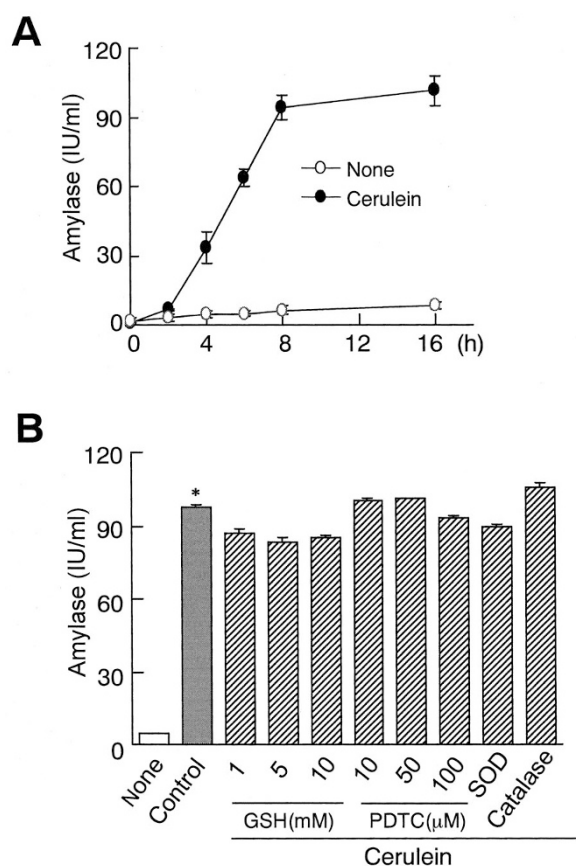 A
Amylase (IU/ml)
120
90
60
30
0
None
Cerulein
0 4 8 12 16 (h)
B
Amylase (IU/ml)
120
90
60
30
0
*
None Control 1 5 10 10 50 100 SOD Catalase
GSH(mM) PDTC(μM)
Cerulein